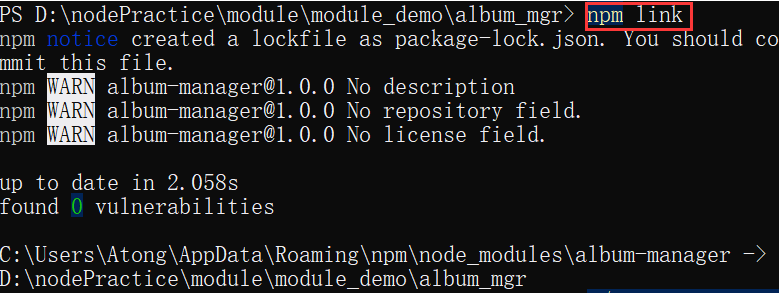 PS D:\nodePractice\module\module_demo\album_mgr> npm link
npm notice created a lockfile as package-lock.json. You should co
mmit this file.
npm WARN album-manager@1.0.0 No description
npm WARN album-manager@1.0.0 No repository field.
npm WARN album-manager@1.0.0 No license field.
up to date in 2.058s
found 0 vulnerabilities
C:\Users\Atong\AppData\Roaming\npm\node_modules\album-manager ->
D:\nodePractice\module\module_demo\album_mgr